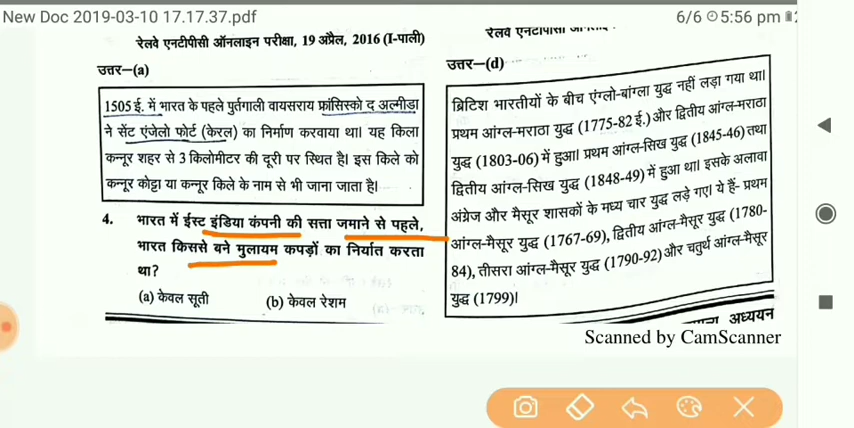 New Doc 2019-03-10 17.17.37.pdf
6/6
5:56 pm
रेलवे एनटीपीसी ऑनलाइन परीक्षा, 19 अप्रैल, 2016 (I-पाली)
उत्तर—(a)
1505 ई. में भारत के पहले पुर्तगाली वायसराय फ्रांसिस्को द अल्मीडा
ने सेंट एंजेलो फोर्ट (केरल) का निर्माण करवाया था। यह किला
कन्नूर शहर से 3 किलोमीटर की दूरी पर स्थित है। इस किले को
कन्नूर कोट्टा या कन्नूर किले के नाम से भी जाना जाता है।
4. भारत में ईस्ट इंडिया कंपनी की सत्ता जमाने से पहले,
भारत किससे बने मुलायम कपड़ों का निर्यात करता
था?
(a) केवल सूती (b) केवल रेशम
रेलवे एनटीपीसी
उत्तर—(d)
ब्रिटिश भारतीयों के बीच एंग्लो-बांग्ला युद्ध नहीं लड़ा गया था।
प्रथम आंग्ल-मराठा युद्ध (1775-82 ई.) और द्वितीय आंग्ल-मराठा
युद्ध (1803-06) में हुआ। प्रथम आंग्ल-सिख युद्ध (1845-46) तथा
द्वितीय आंग्ल-सिख युद्ध (1848-49) में हुआ था। इसके अलावा
अंग्रेज और मैसूर शासकों के मध्य चार युद्ध लड़े गए। ये हैं- प्रथम
आंग्ल-मैसूर युद्ध (1767-69), द्वितीय आंग्ल-मैसूर युद्ध (1780-
84), तीसरा आंग्ल-मैसूर युद्ध (1790-92) और चतुर्थ आंग्ल-मैसूर
युद्ध (1799)।
अध्ययन
Scanned by CamScanner